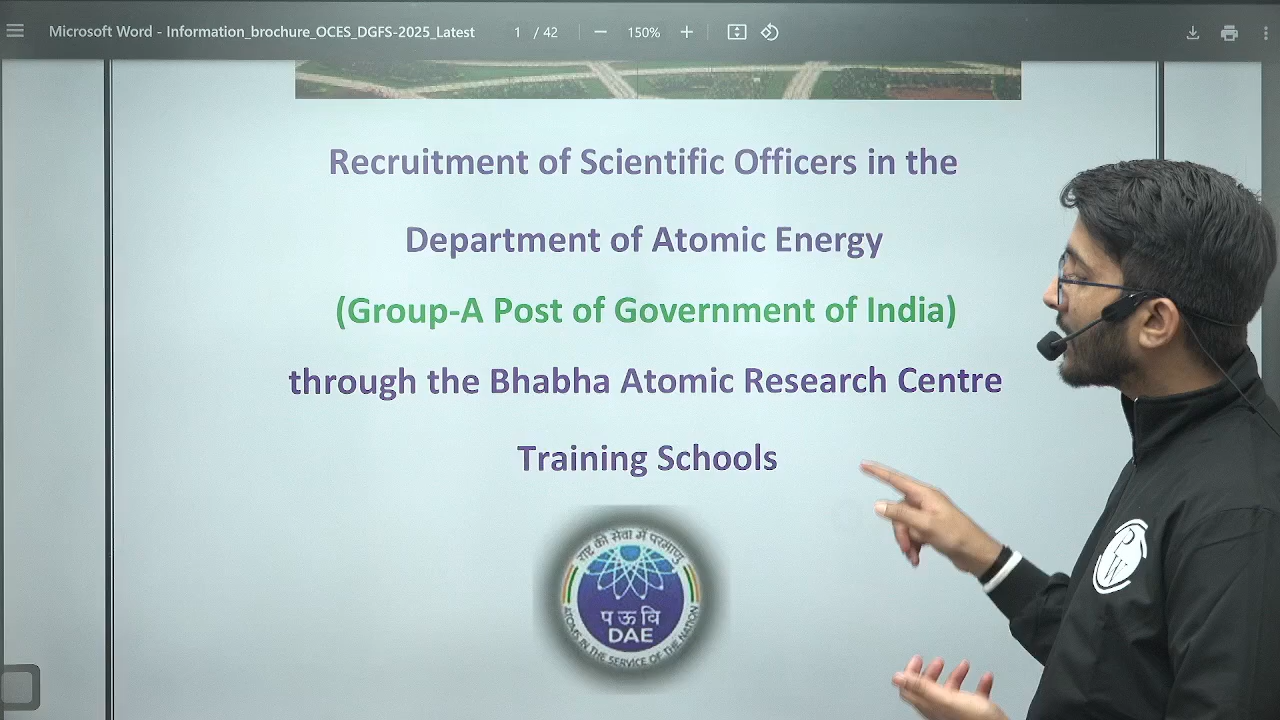 Microsoft Word - Information_brochure_OCES_DGFS-2025_Latest 1 / 42 150%
Recruitment of Scientific Officers in the
Department of Atomic Energy
(Group-A Post of Government of India)
through the Bhabha Atomic Research Centre
Training Schools
राष्ट्र की सेवा में परमाणु
प ऊ वि
DAE
ATOMS IN THE SERVICE OF THE NATION